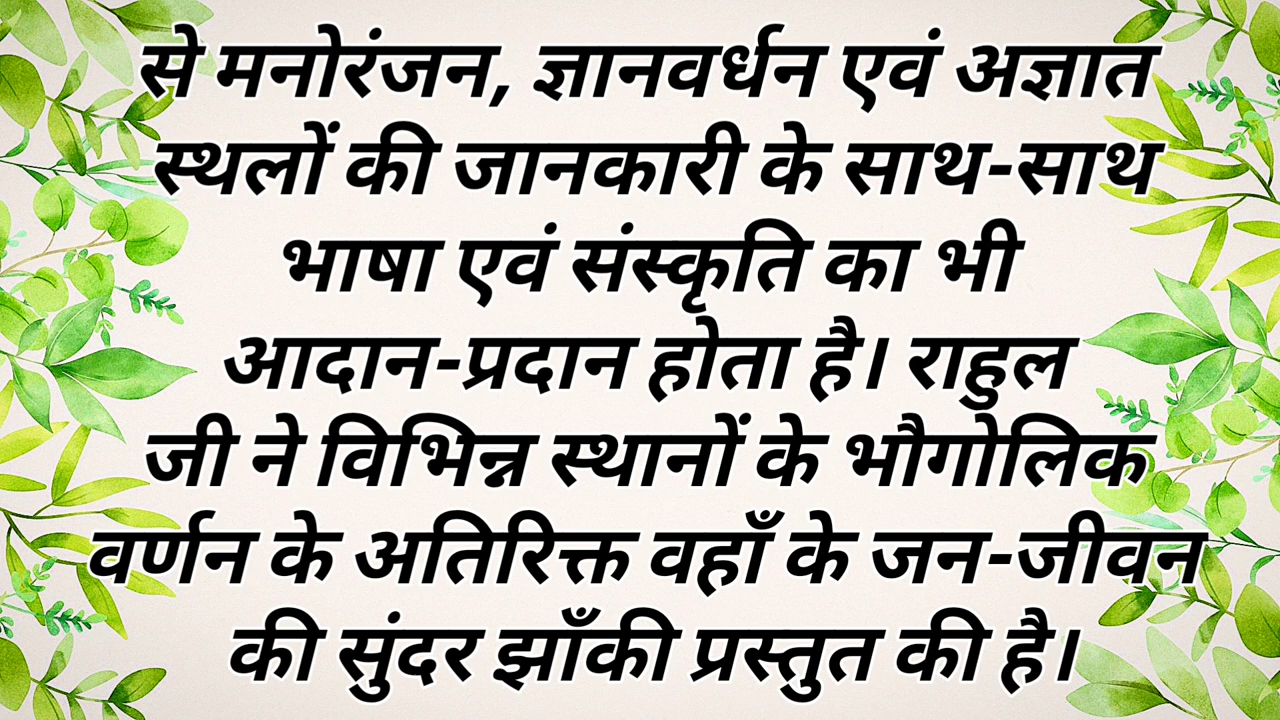 से मनोरंजन, ज्ञानवर्धन एवं अज्ञात
स्थलों की जानकारी के साथ-साथ
भाषा एवं संस्कृति का भी
आदान-प्रदान होता है। राहुल
जी ने विभिन्न स्थानों के भौगोलिक
वर्णन के अतिरिक्त वहाँ के जन-जीवन
की सुंदर झाँकी प्रस्तुत की है।